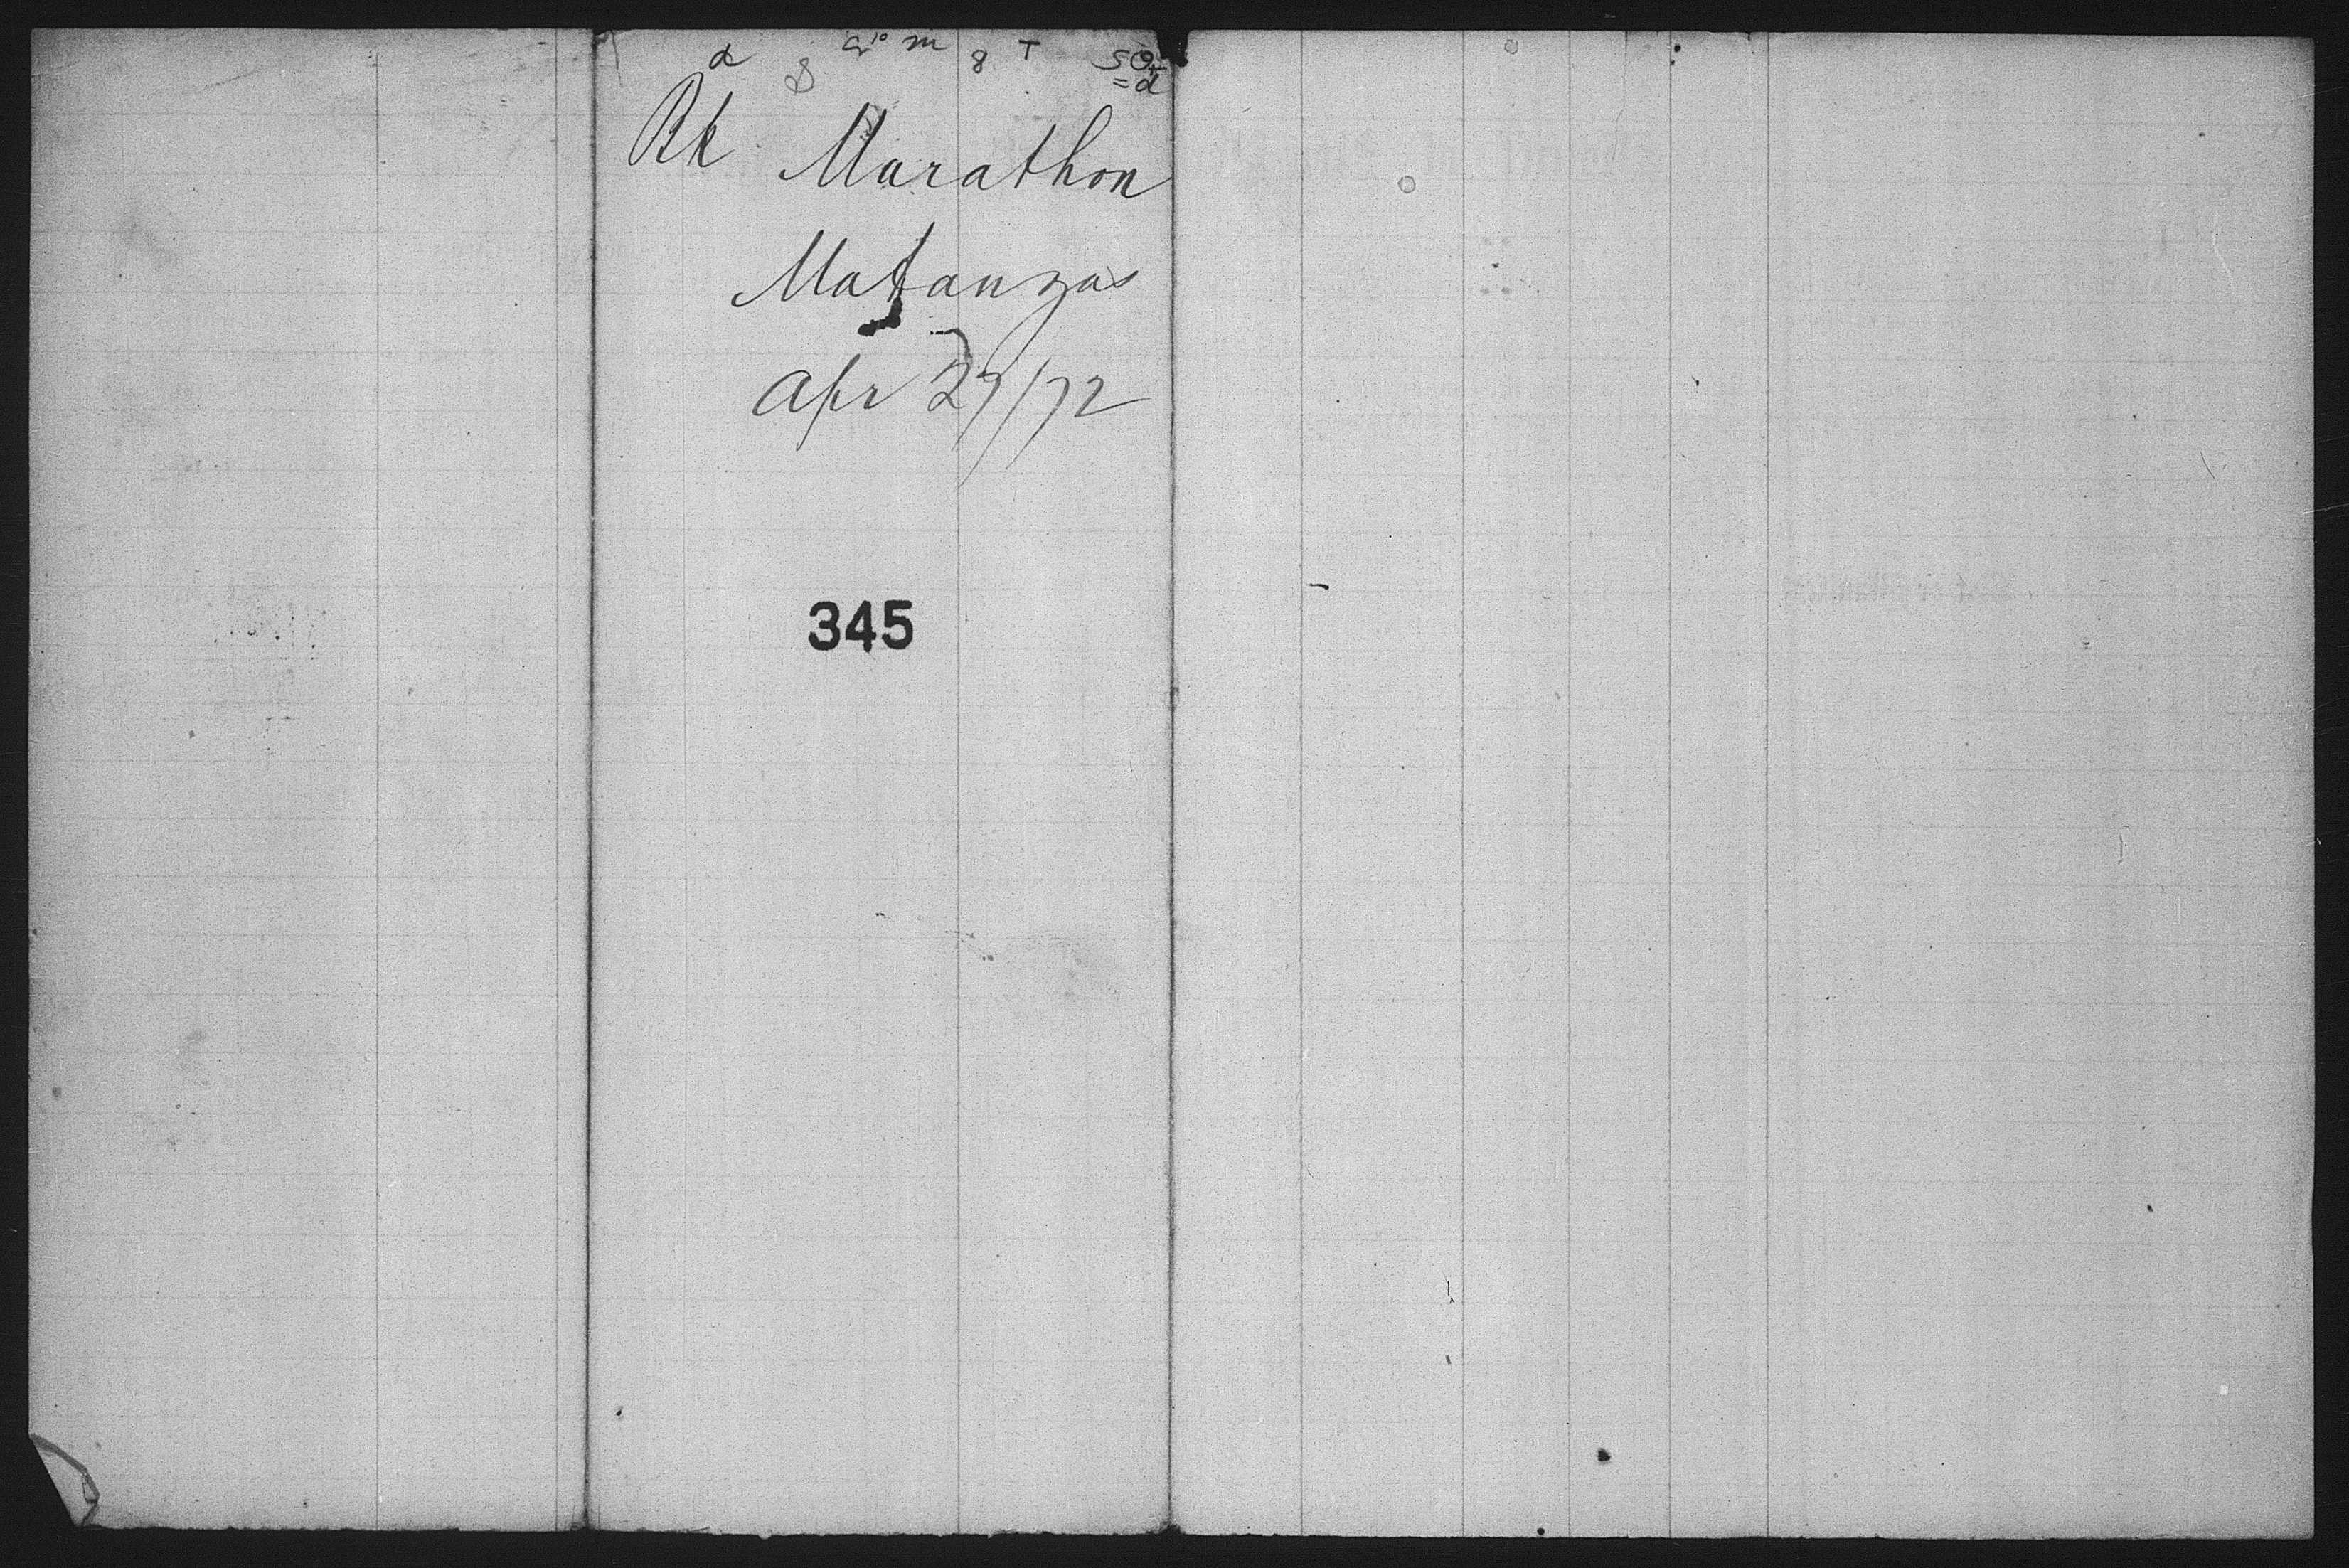 Bk Marathon
Matanzas
Apr 27/72
345